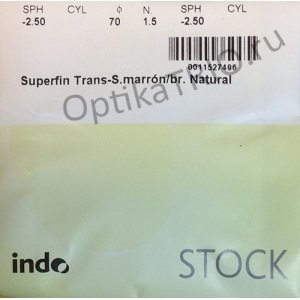 SPH CYL ϕ N. SPH CYL
-2.50 70 1.5 -2.50
Superfin Trans-S.marrón/br. Natural
0011527496
OptikaTRIO.ru
indo STOCK